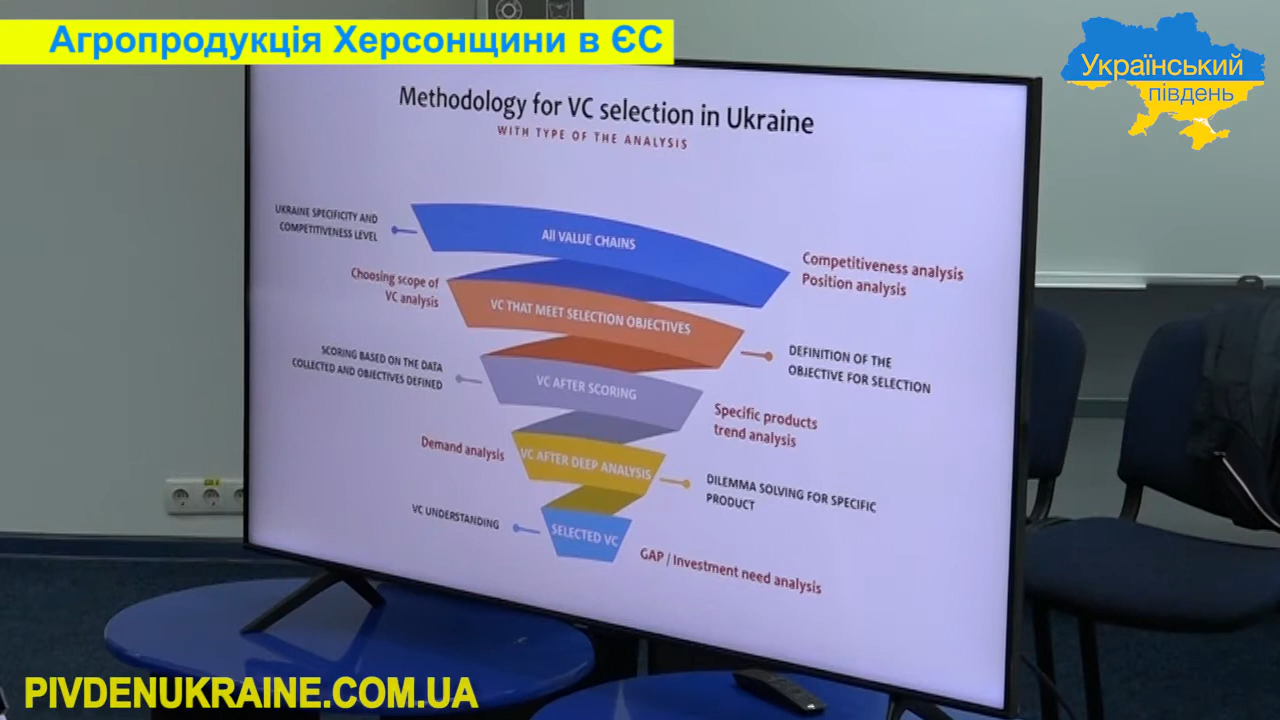 Агропродукція Херсонщини в ЄС
Український
південь
Methodology for VC selection in Ukraine
WITH TYPE OF THE ANALYSIS
UKRAINE SPECIFICITY AND
COMPETITIVENESS LEVEL
All VALUE CHAINS
Competitiveness analysis
Position analysis
Choosing scope of
VC analysis
VC THAT MEET SELECTION OBJECTIVES
DEFINITION OF THE
OBJECTIVE FOR SELECTION
SCORING BASED ON THE DATA
COLLECTED AND OBJECTIVES DEFINED
VC AFTER SCORING
Specific products
trend analysis
Demand analysis
VC AFTER DEEP ANALYSIS
DILEMMA SOLVING FOR SPECIFIC
PRODUCT
VC UNDERSTANDING
SELECTED VC
GAP / Investment need analysis
PIVDENUKRAINE.COM.UA